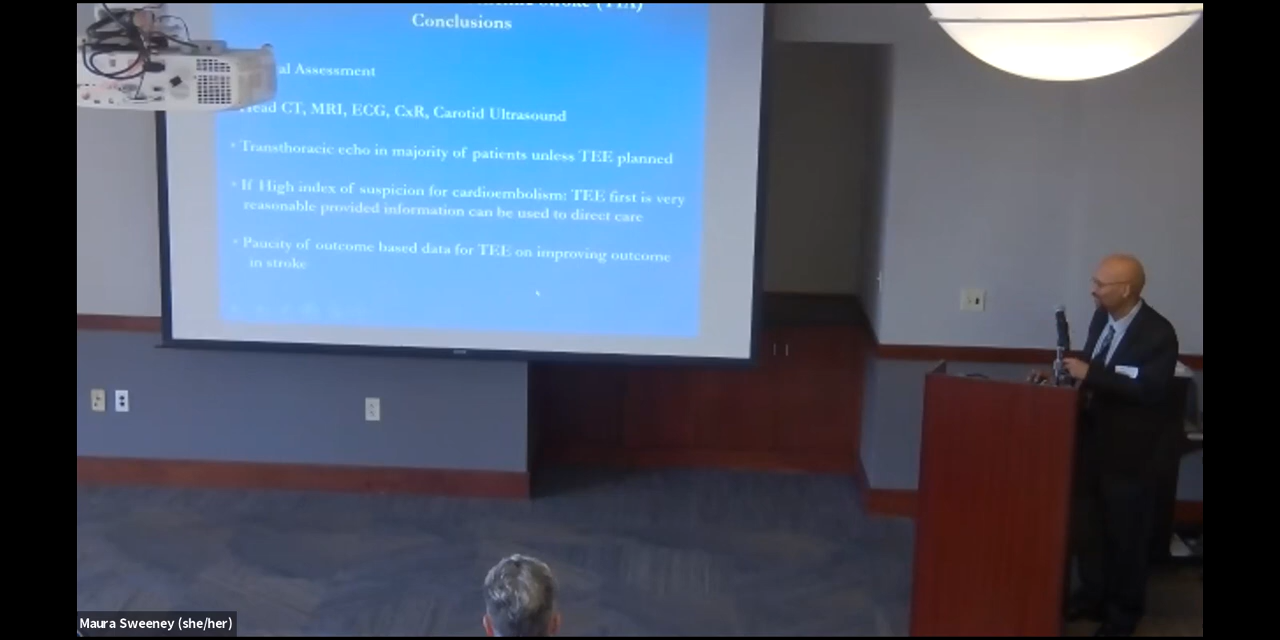 Stroke (TIA)
Conclusions
al Assessment
Head CT, MRI, ECG, CxR, Carotid Ultrasound
• Transthoracic echo in majority of patients unless TEE planned
• If High index of suspicion for cardioembolism: TEE first is very
reasonable provided information can be used to direct care
• Paucity of outcome based data for TEE on improving outcome
in stroke
Maura Sweeney (she/her)